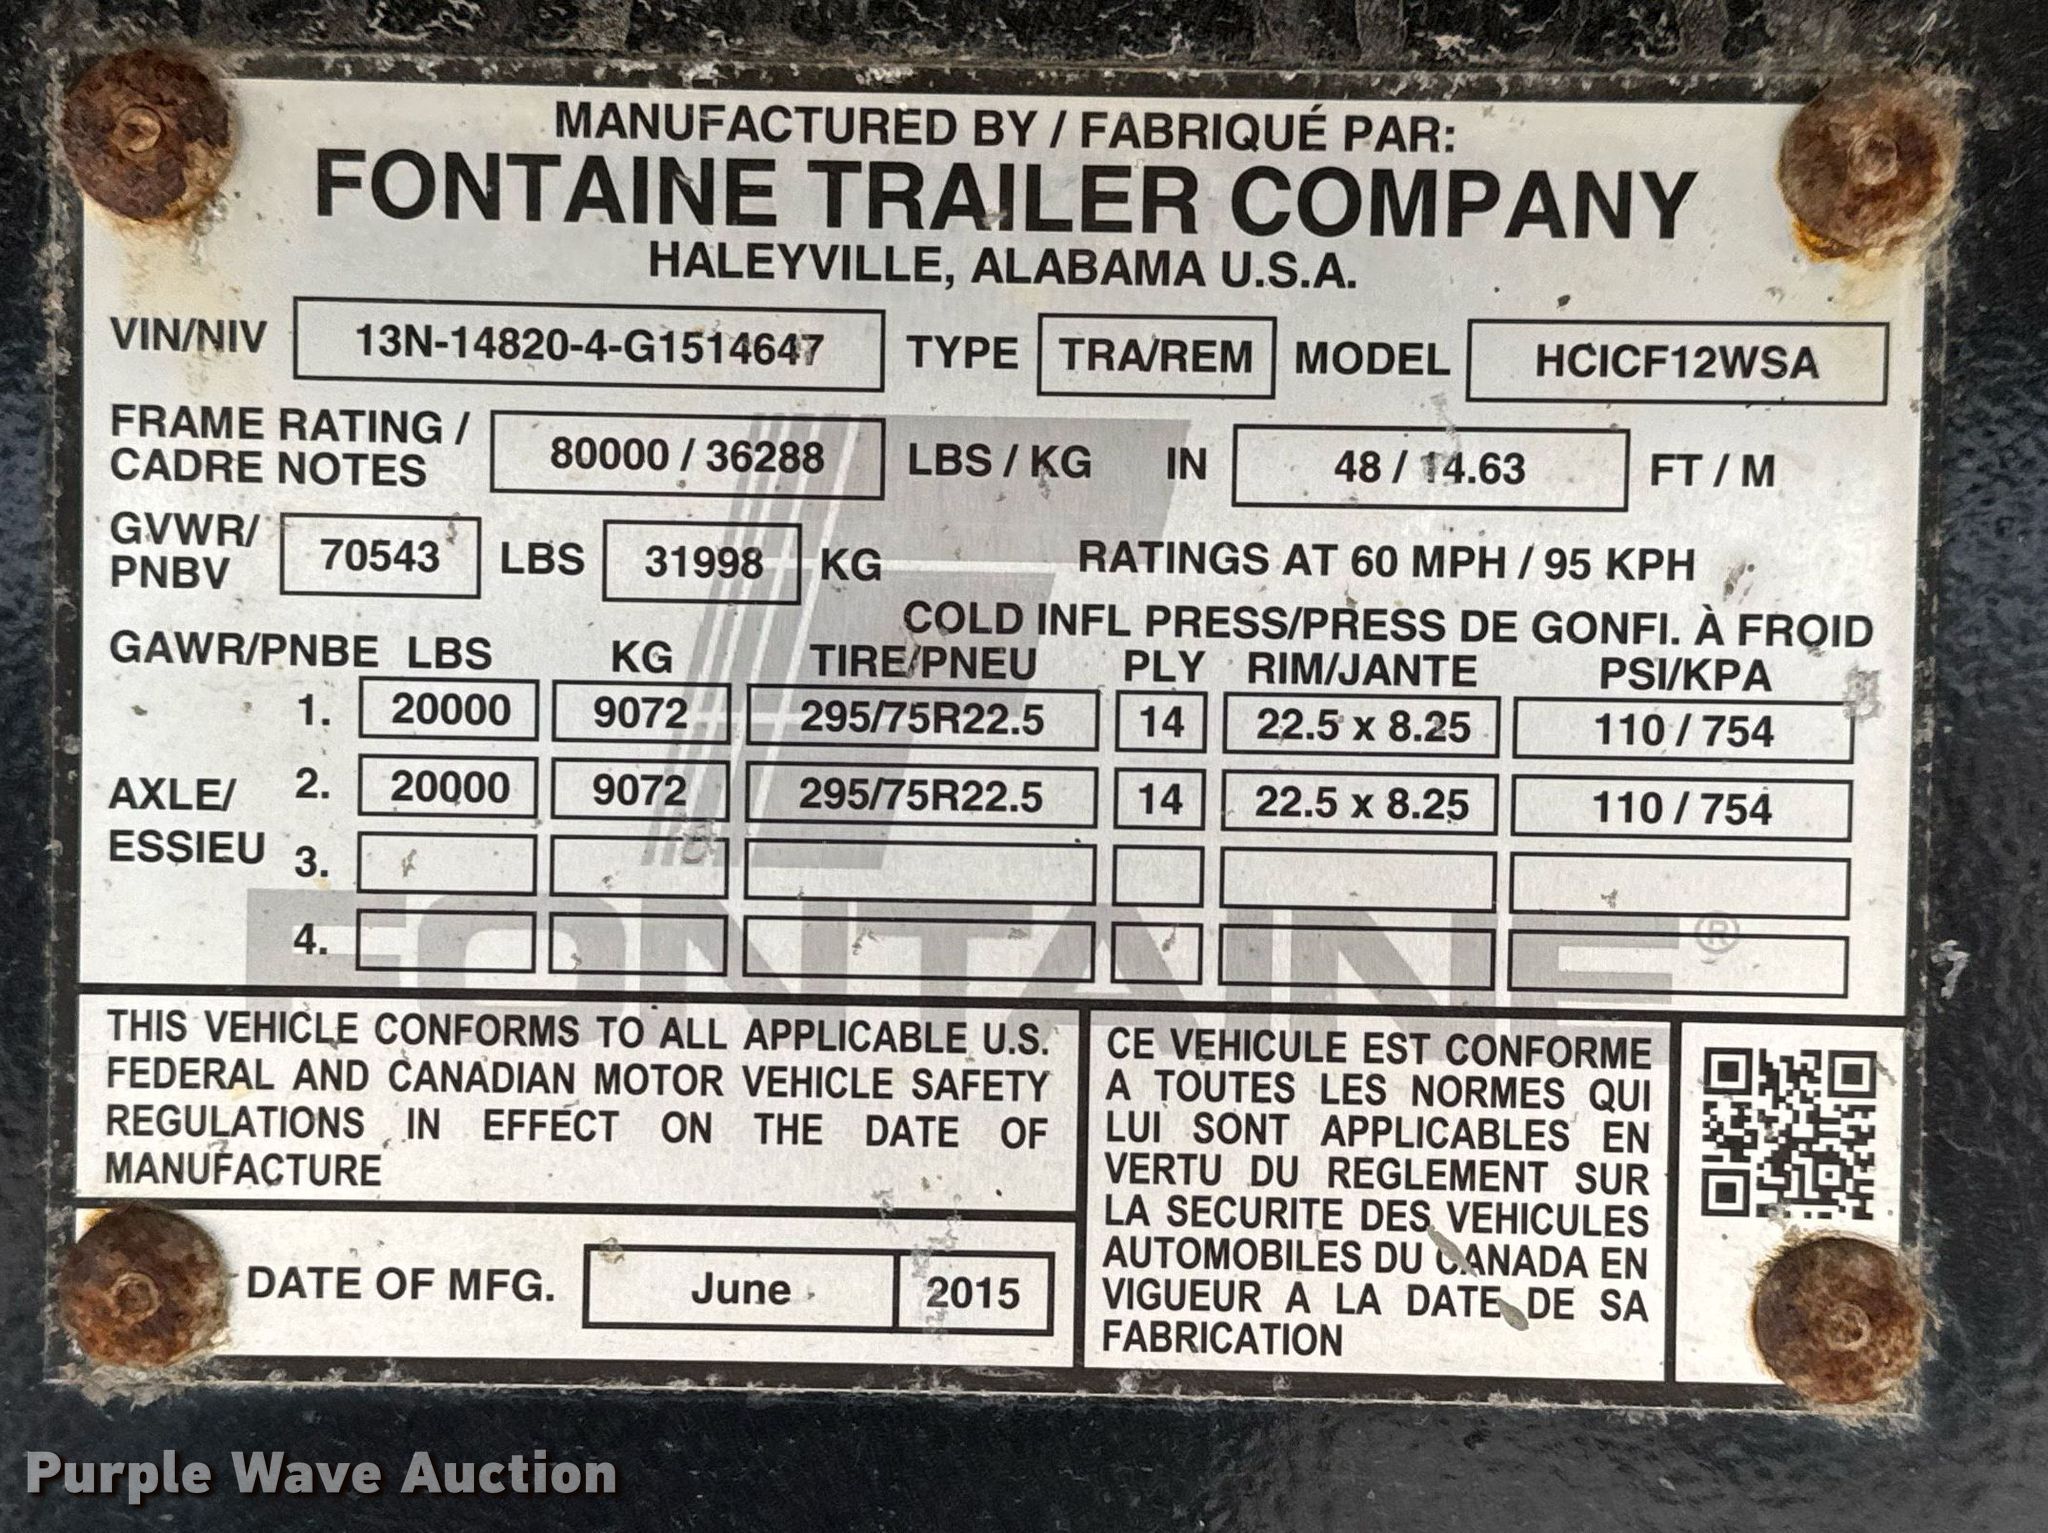 MANUFACTURED BY / FABRIQUÉ PAR:
FONTAINE TRAILER COMPANY
HALEYVILLE, ALABAMA U.S.A.
VIN/NIV 13N-14820-4-G1514647 TYPE TRA/REM MODEL HCICF12WSA
FRAME RATING /
CADRE NOTES 80000 / 36288 LBS / KG IN 48 / 14.63 FT / M
GVWR/
PNBV 70543 LBS 31998 KG RATINGS AT 60 MPH / 95 KPH
COLD INFL PRESS/PRESS DE GONFI. À FROID
GAWR/PNBE LBS KG TIRE/PNEU PLY RIM/JANTE PSI/KPA
1. 20000 9072 295/75R22.5 14 22.5 x 8.25 110 / 754
AXLE/
ESSIEU
2. 20000 9072 295/75R22.5 14 22.5 x 8.25 110 / 754
3.
4.
FONTAINE ®
THIS VEHICLE CONFORMS TO ALL APPLICABLE U.S.
FEDERAL AND CANADIAN MOTOR VEHICLE SAFETY
REGULATIONS IN EFFECT ON THE DATE OF
MANUFACTURE
DATE OF MFG. June 2015
CE VEHICULE EST CONFORME
A TOUTES LES NORMES QUI
LUI SONT APPLICABLES EN
VERTU DU REGLEMENT SUR
LA SECURITE DES VEHICULES
AUTOMOBILES DU CANADA EN
VIGUEUR A LA DATE DE SA
FABRICATION
Purple Wave Auction